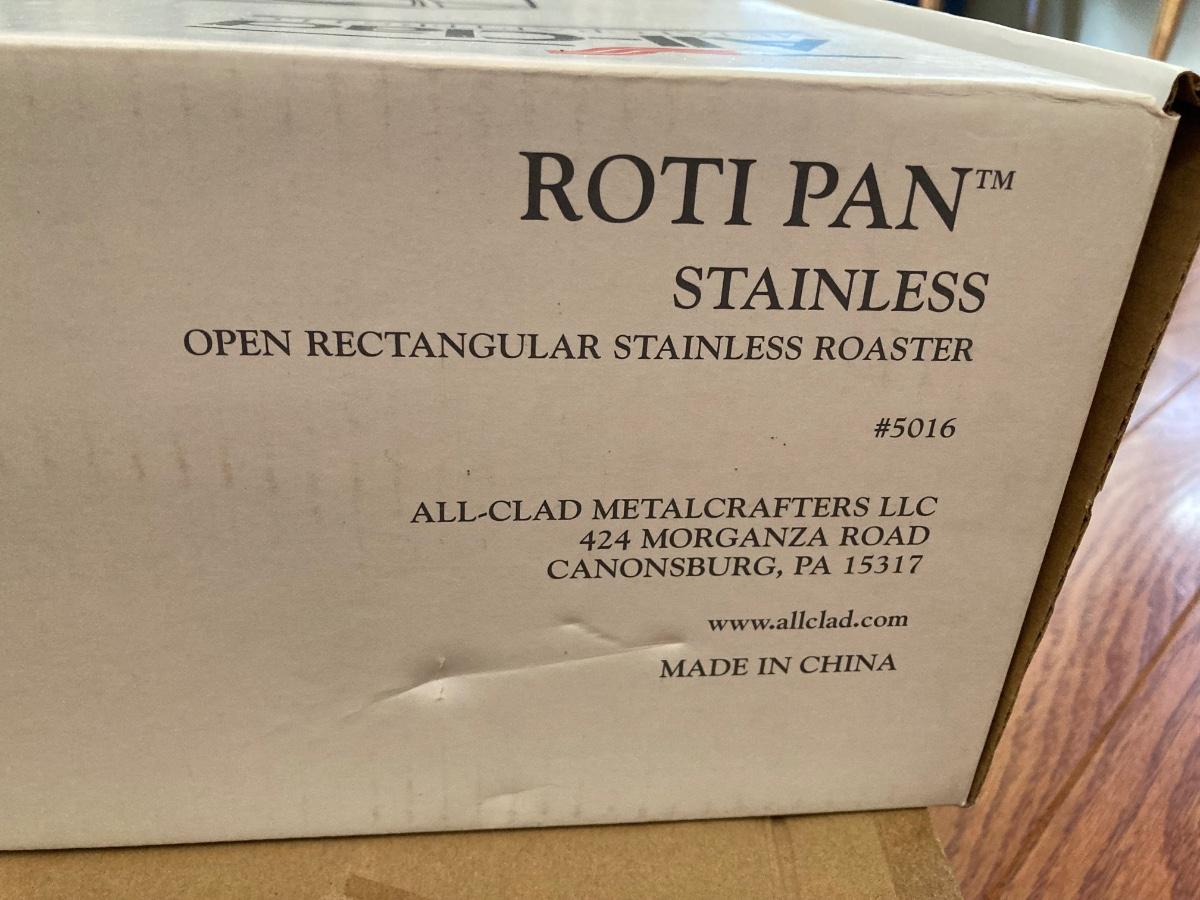 ROTI PAN™
STAINLESS
OPEN RECTANGULAR STAINLESS ROASTER
#5016
ALL-CLAD METALCRAFTERS LLC
424 MORGANZA ROAD
CANONSBURG, PA 15317
www.allclad.com
MADE IN CHINA